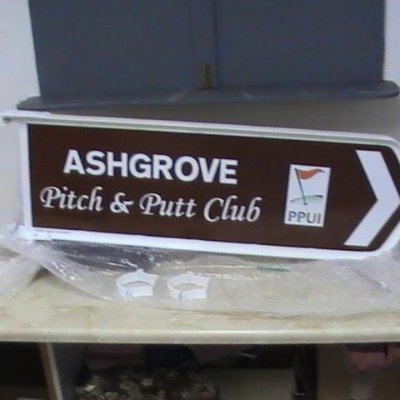 ASHGROVE
Pitch & Putt Club
PPUI